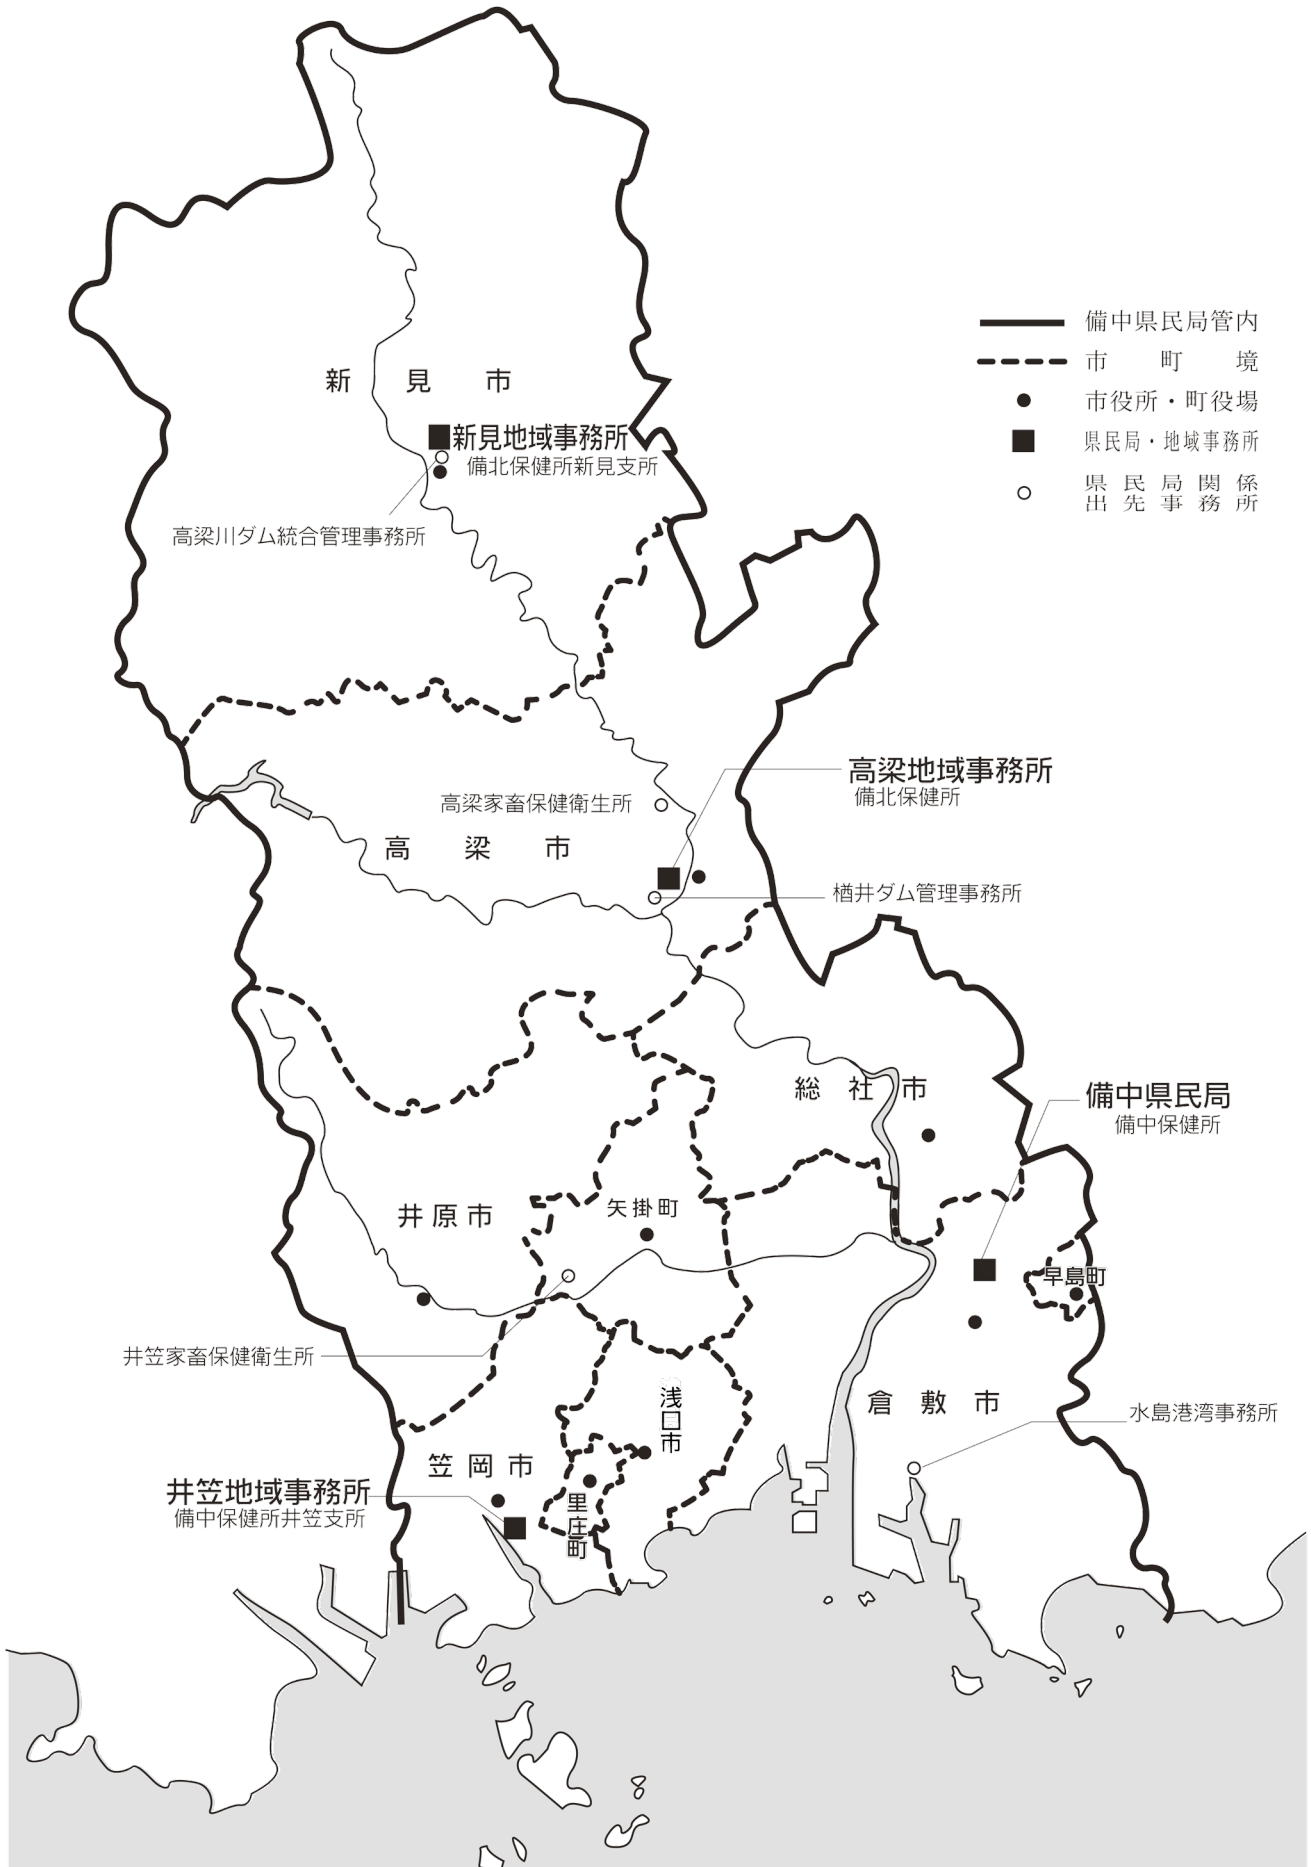 備中県民局管内
市町境
市役所・町役場
県民局・地域事務所
県民局関係
出先事務所
新見市
新見地域事務所
備北保健所新見支所
高梁川ダム統合管理事務所
高梁地域事務所
備北保健所
高梁家畜保健衛生所
高梁市
楢井ダム管理事務所
総社市
備中県民局
備中保健所
井原市
矢掛町
早島町
井笠家畜保健衛生所
浅口市
倉敷市
水島港湾事務所
笠岡市
井笠地域事務所
備中保健所井笠支所
里庄町